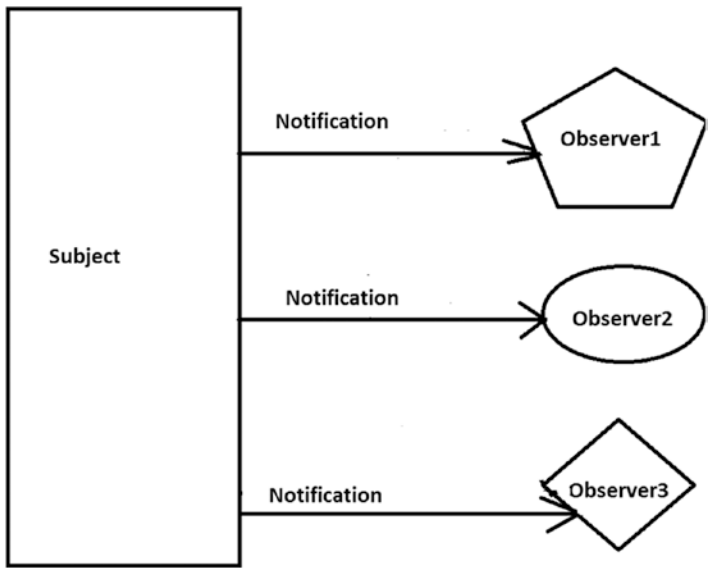 Notification
Observer1
Subject
Notification
Observer2
Notification
Observer3